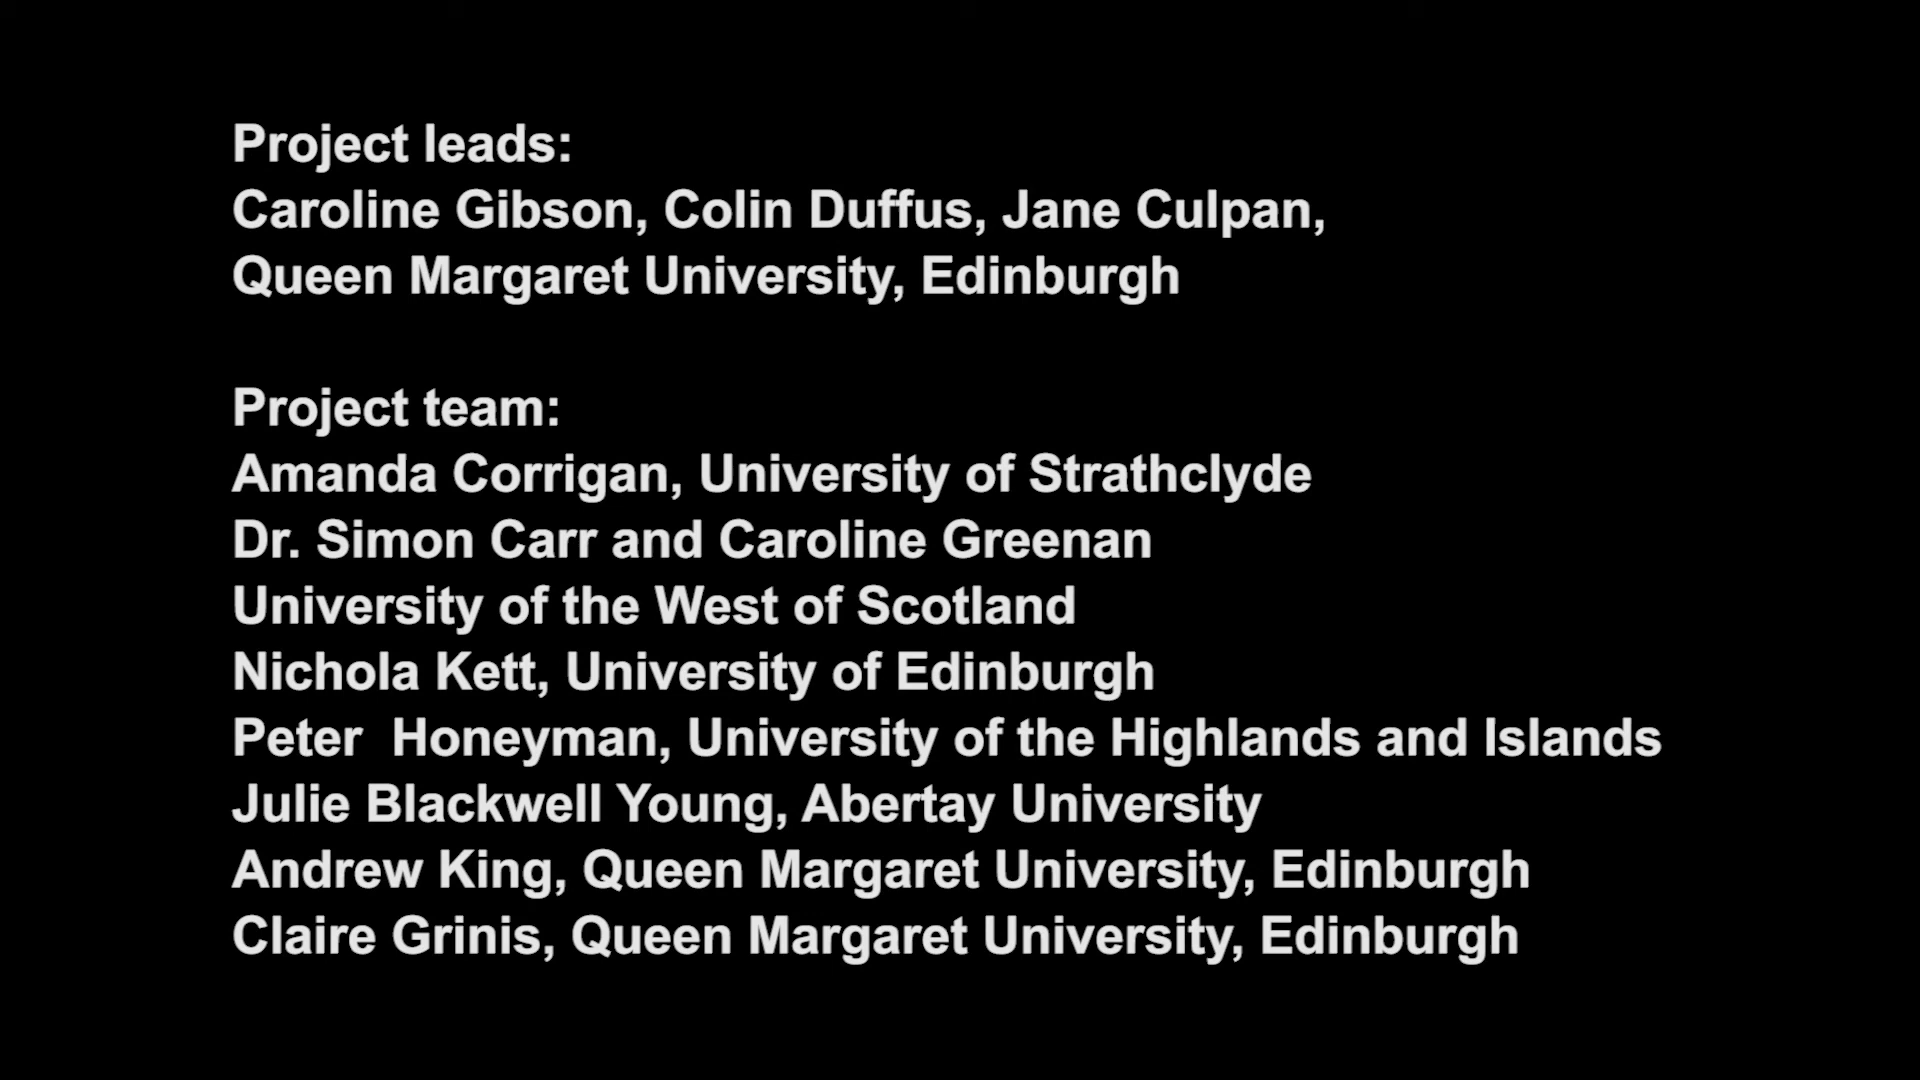 Project leads:
Caroline Gibson, Colin Duffus, Jane Culpan,
Queen Margaret University, Edinburgh
Project team:
Amanda Corrigan, University of Strathclyde
Dr. Simon Carr and Caroline Greenan
University of the West of Scotland
Nichola Kett, University of Edinburgh
Peter  Honeyman, University of the Highlands and Islands
Julie Blackwell Young, Abertay University
Andrew King, Queen Margaret University, Edinburgh
Claire Grinis, Queen Margaret University, Edinburgh